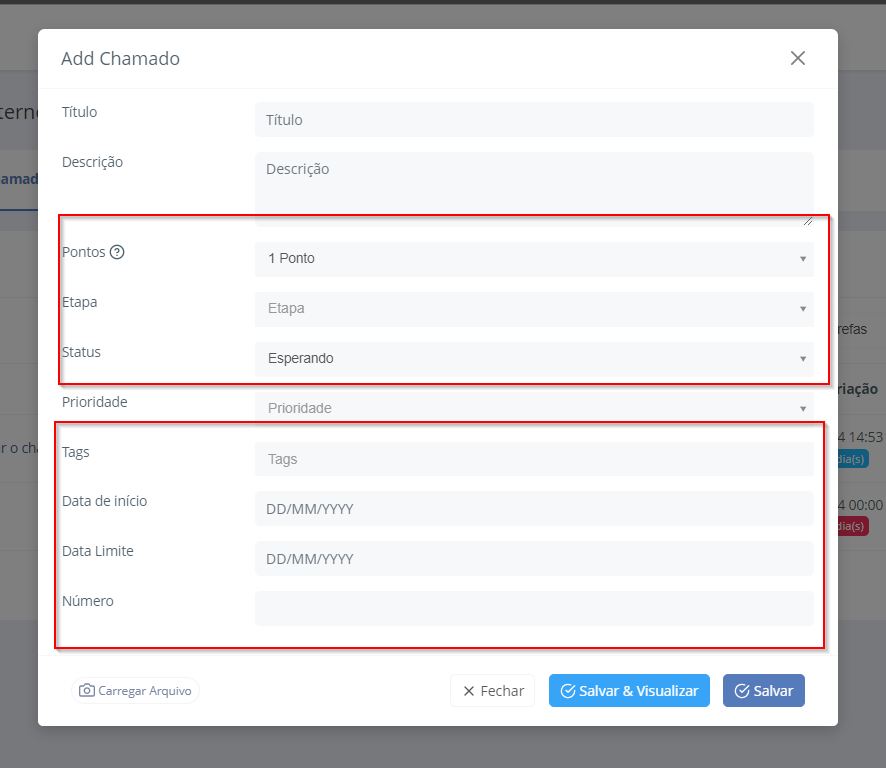 Add Chamado
Título
Título
Descrição
Descrição
Pontos
1 Ponto
Etapa
Etapa
Status
Esperando
Prioridade
Prioridade
Tags
Tags
Data de início
DD/MM/YYYY
Data Limite
DD/MM/YYYY
Número
Carregar Arquivo
Fechar
Salvar & Visualizar
Salvar
terno
amad
refas
riação
r o cha
4 14:53
dia(s)
4 00:00
dia(s)